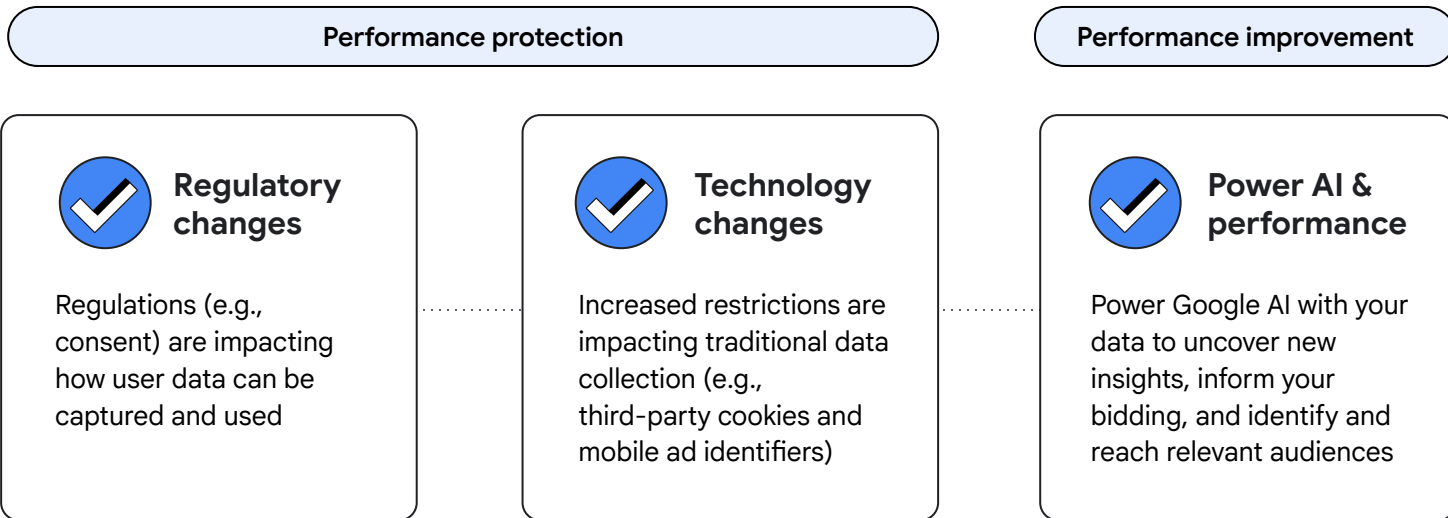 Performance protection
Performance improvement
Regulatory
changes
Regulations (e.g.,
consent) are impacting
how user data can be
captured and used
Technology
changes
Increased restrictions are
impacting traditional data
collection (e.g.,
third-party cookies and
mobile ad identifiers)
Power AI &
performance
Power Google AI with your
data to uncover new
insights, inform your
bidding, and identify and
reach relevant audiences